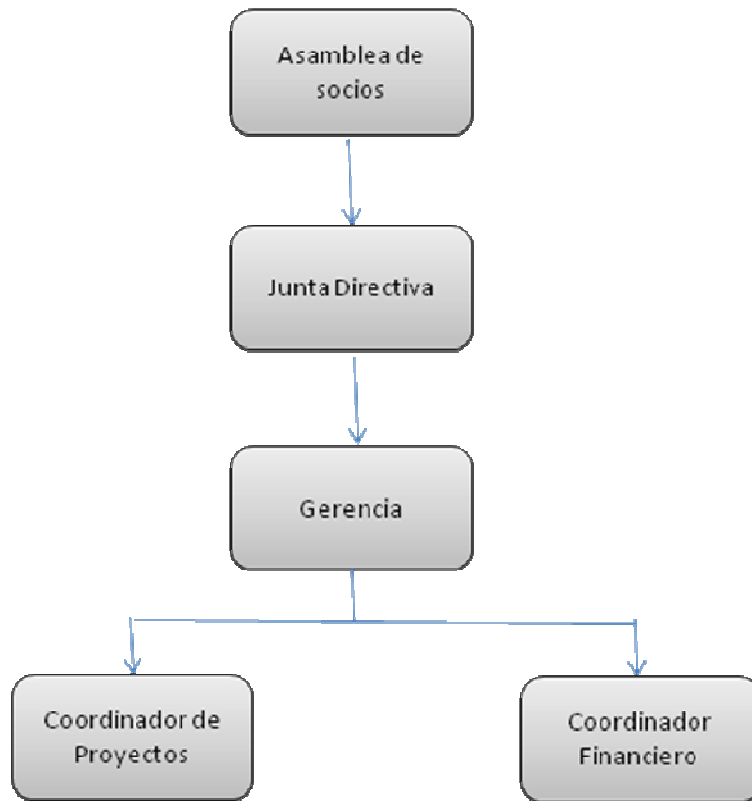 Asamblea de
socios
Junta Directiva
Gerencia
Coordinador de
Proyectos
Coordinador
Financiero